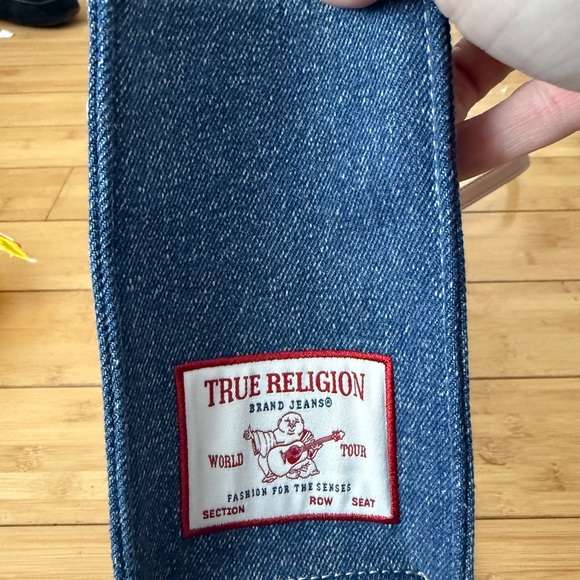 TRUE RELIGION
BRAND JEANS®
WORLD TOUR
FASHION FOR THE SENSES
SECTION ROW SEAT